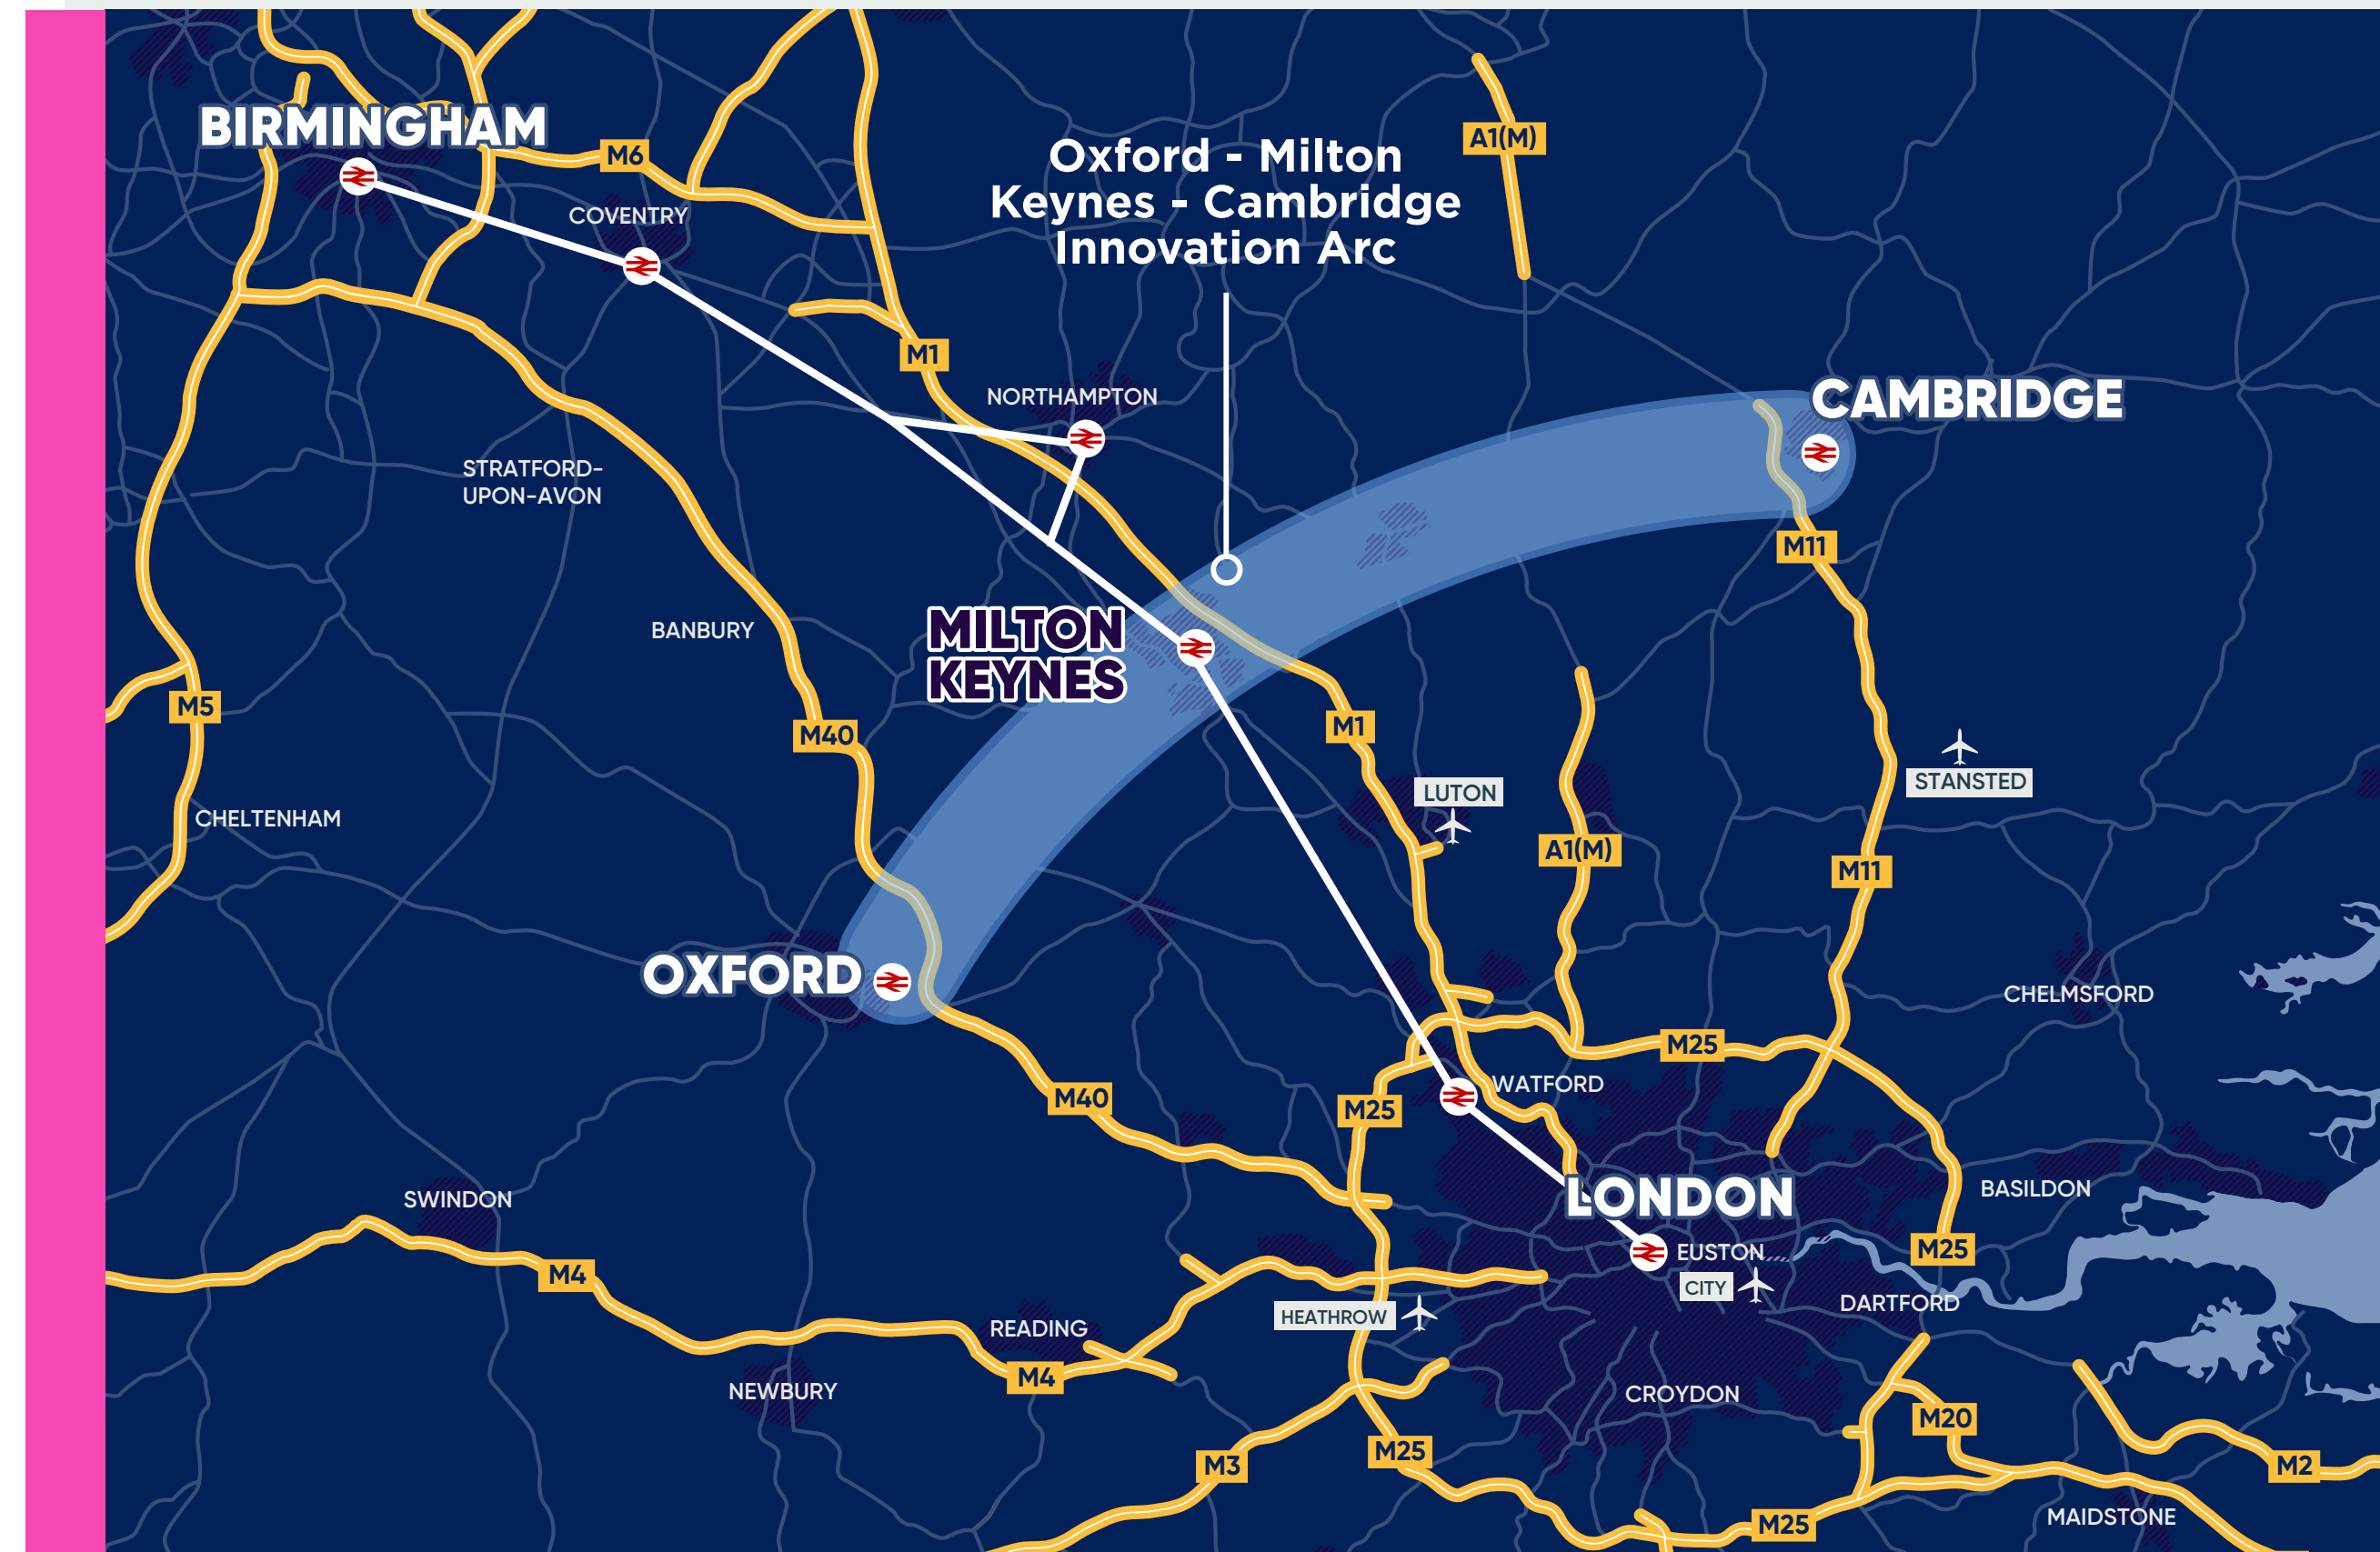 BIRMINGHAM
M6
COVENTRY
Oxford - Milton
Keynes - Cambridge
Innovation Arc
A1(M)
M1
NORTHAMPTON
CAMBRIDGE
STRATFORD-
UPON-AVON
M11
BANBURY
MILTON
KEYNES
M5
M40
M1
STANSTED
LUTON
CHELTENHAM
A1(M)
M11
OXFORD
CHELMSFORD
M25
WATFORD
M40
M25
SWINDON
LONDON
BASILDON
M25
EUSTON
M4
CITY
HEATHROW
DARTFORD
READING
M4
NEWBURY
CROYDON
M20
M25
M3
M2
MAIDSTONE
M25